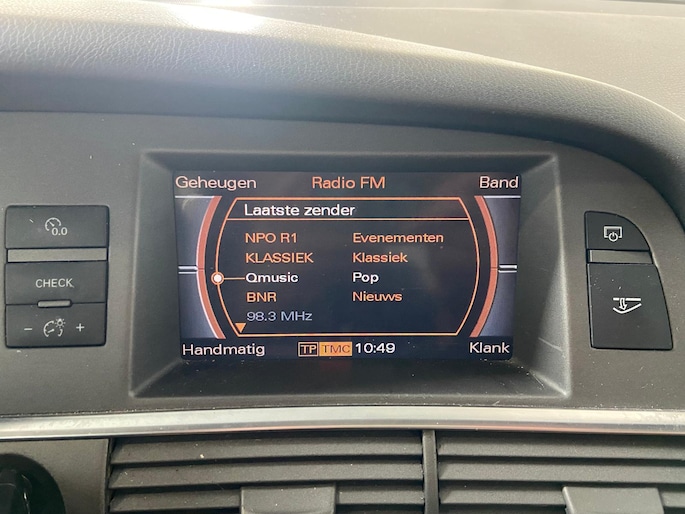 Geheugen Radio FM Band
Laatste zender
NPO R1 Evenementen
KLASSIEK Klassiek
Qmusic Pop
BNR Nieuws
98.3 MHz
Handmatig TP TMC 10:49 Klank
0.0
CHECK
- +